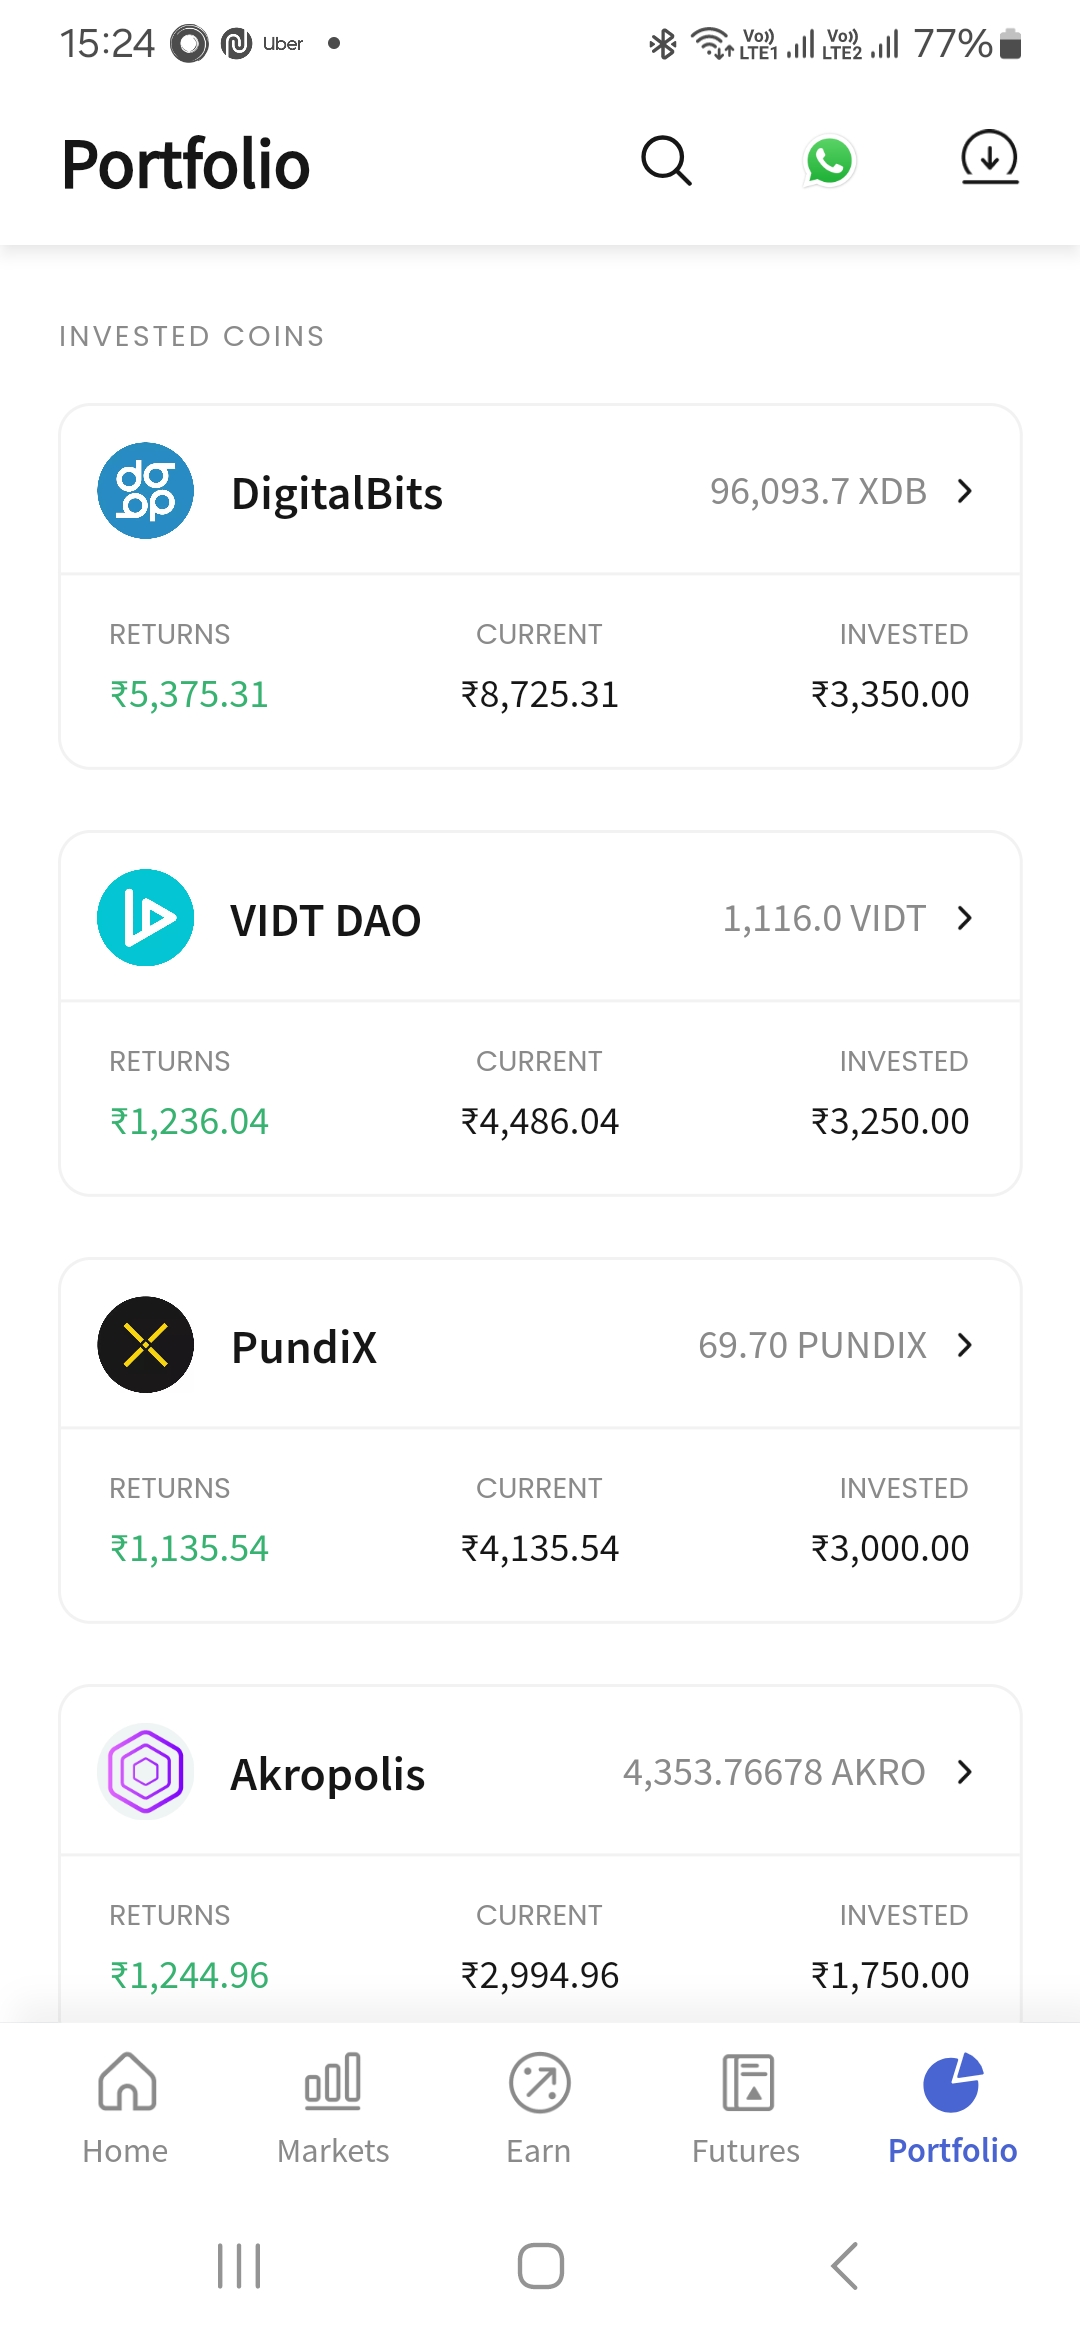 15:24 Uber Vo)) LTE1 Vo)) LTE2 77%
Portfolio
INVESTED COINS
DigitalBits 96,093.7 XDB
RETURNS CURRENT INVESTED
₹5,375.31 ₹8,725.31 ₹3,350.00
VIDT DAO 1,116.0 VIDT
RETURNS CURRENT INVESTED
₹1,236.04 ₹4,486.04 ₹3,250.00
PundiX 69.70 PUNDIX
RETURNS CURRENT INVESTED
₹1,135.54 ₹4,135.54 ₹3,000.00
Akropolis 4,353.76678 AKRO
RETURNS CURRENT INVESTED
₹1,244.96 ₹2,994.96 ₹1,750.00
Home Markets Earn Futures Portfolio